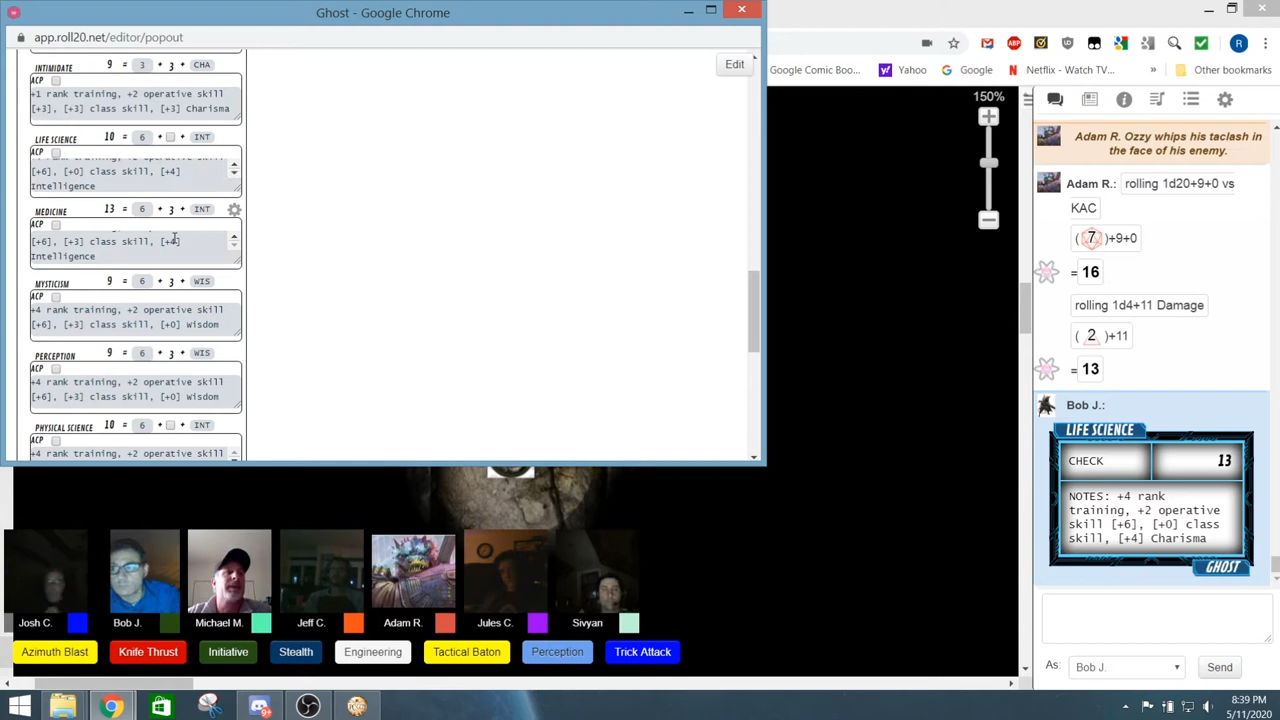 Ghost - Google Chrome
app.roll20.net/editor/popout
Edit
INTIMIDATE 9 = 3 + 3 + CHA
ACP
+1 rank training, +2 operative skill
[+3], [+3] class skill, [+3] Charisma
LIFE SCIENCE 10 = 6 + + INT
ACP
[+6], [+0] class skill, [+4]
Intelligence
MEDICINE 13 = 6 + 3 + INT
ACP
[+6], [+3] class skill, [+4]
Intelligence
MYSTICISM 9 = 6 + 3 + WIS
ACP
+4 rank training, +2 operative skill
[+6], [+3] class skill, [+0] Wisdom
PERCEPTION 9 = 6 + 3 + WIS
ACP
+4 rank training, +2 operative skill
[+6], [+3] class skill, [+0] Wisdom
PHYSICAL SCIENCE 10 = 6 + + INT
ACP
+4 rank training, +2 operative skill
ABP
R
Google Comic Boo...
Yahoo
Google
Netflix - Watch TV...
»
Other bookmarks
150%
Adam R. Ozzy whips his taclash in
the face of his enemy.
Adam R.: rolling 1d20+9+0 vs
KAC
(7)+9+0
= 16
rolling 1d4+11 Damage
(2)+11
= 13
Bob J.:
LIFE SCIENCE
CHECK 13
NOTES: +4 rank
training, +2 operative
skill [+6], [+0] class
skill, [+4] Charisma
GHOST
As: Bob J.
Send
Josh C.
Bob J.
Michael M.
Jeff C.
Adam R.
Jules C.
Sivyan
Azimuth Blast
Knife Thrust
Initiative
Stealth
Engineering
Tactical Baton
Perception
Trick Attack
8:39 PM
5/11/2020